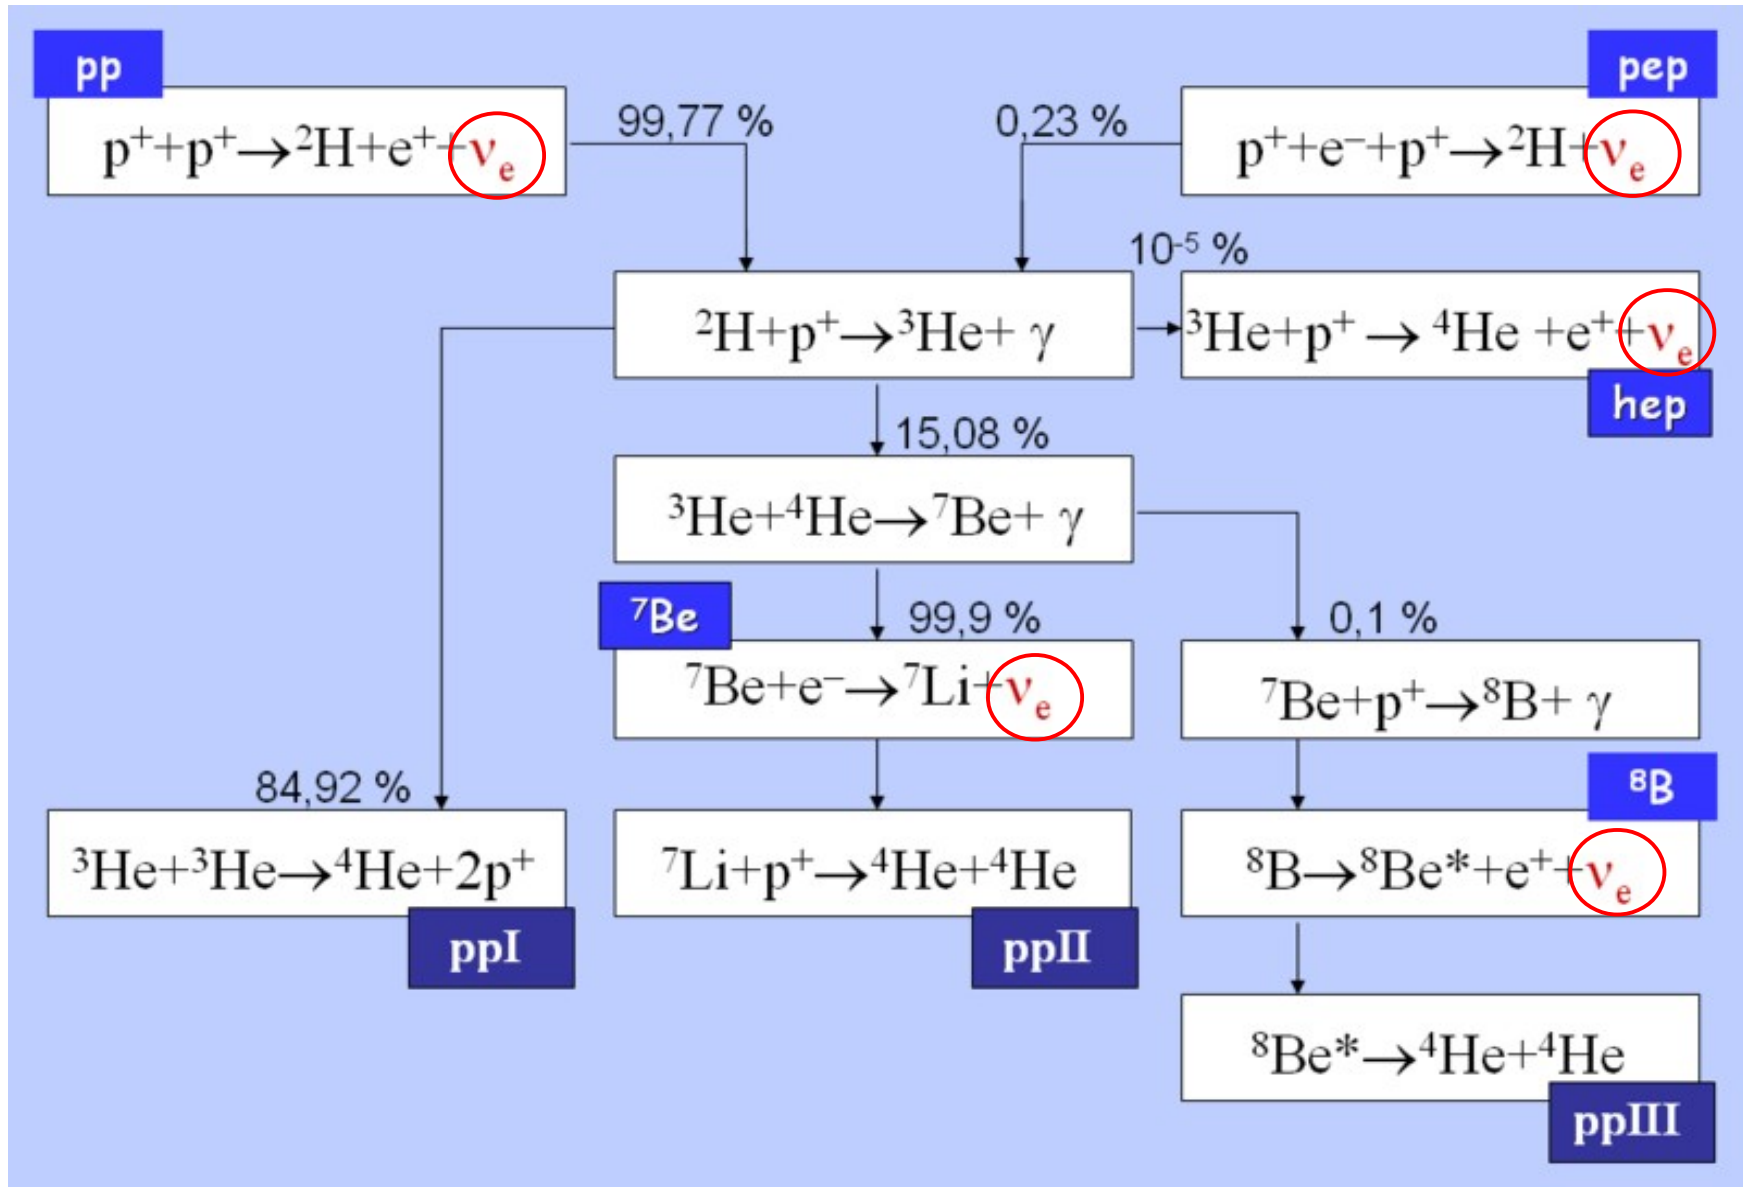 pp
pep
p⁺+p⁺→²H+e⁺+νₑ
99,77 %
0,23 %
p⁺+e⁻+p⁺→²H+νₑ
10⁻⁵ %
²H+p⁺→³He+ γ
³He+p⁺ → ⁴He +e⁺+νₑ
hep
15,08 %
³He+⁴He→⁷Be+ γ
⁷Be
99,9 %
0,1 %
⁷Be+e⁻→⁷Li+νₑ
⁷Be+p⁺→⁸B+ γ
84,92 %
⁸B
³He+³He→⁴He+2p⁺
⁷Li+p⁺→⁴He+⁴He
⁸B→⁸Be*+e⁺+νₑ
ppI
ppII
⁸Be*→⁴He+⁴He
ppIII